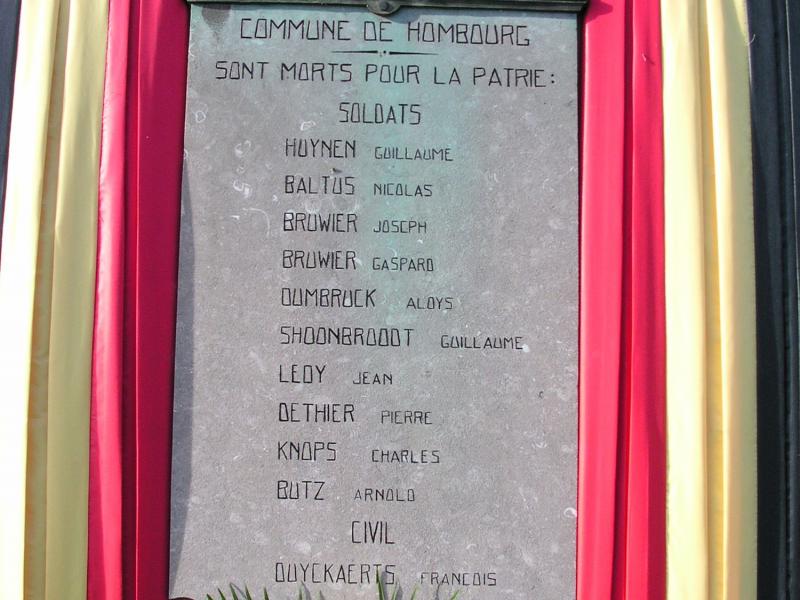 COMMUNE DE HOMBOURG
SONT MORTS POUR LA PATRIE:
SOLDATS
HUYNEN GUILLAUME
BALTUS NICOLAS
BRUWIER JOSEPH
BRUWIER GASPARD
DUMBRUCK ALOYS
SHOONBROODT GUILLAUME
LEDY JEAN
DETHIER PIERRE
KNOPS CHARLES
BUTZ ARNOLD
CIVIL
DUYCKAERTS FRANCOIS